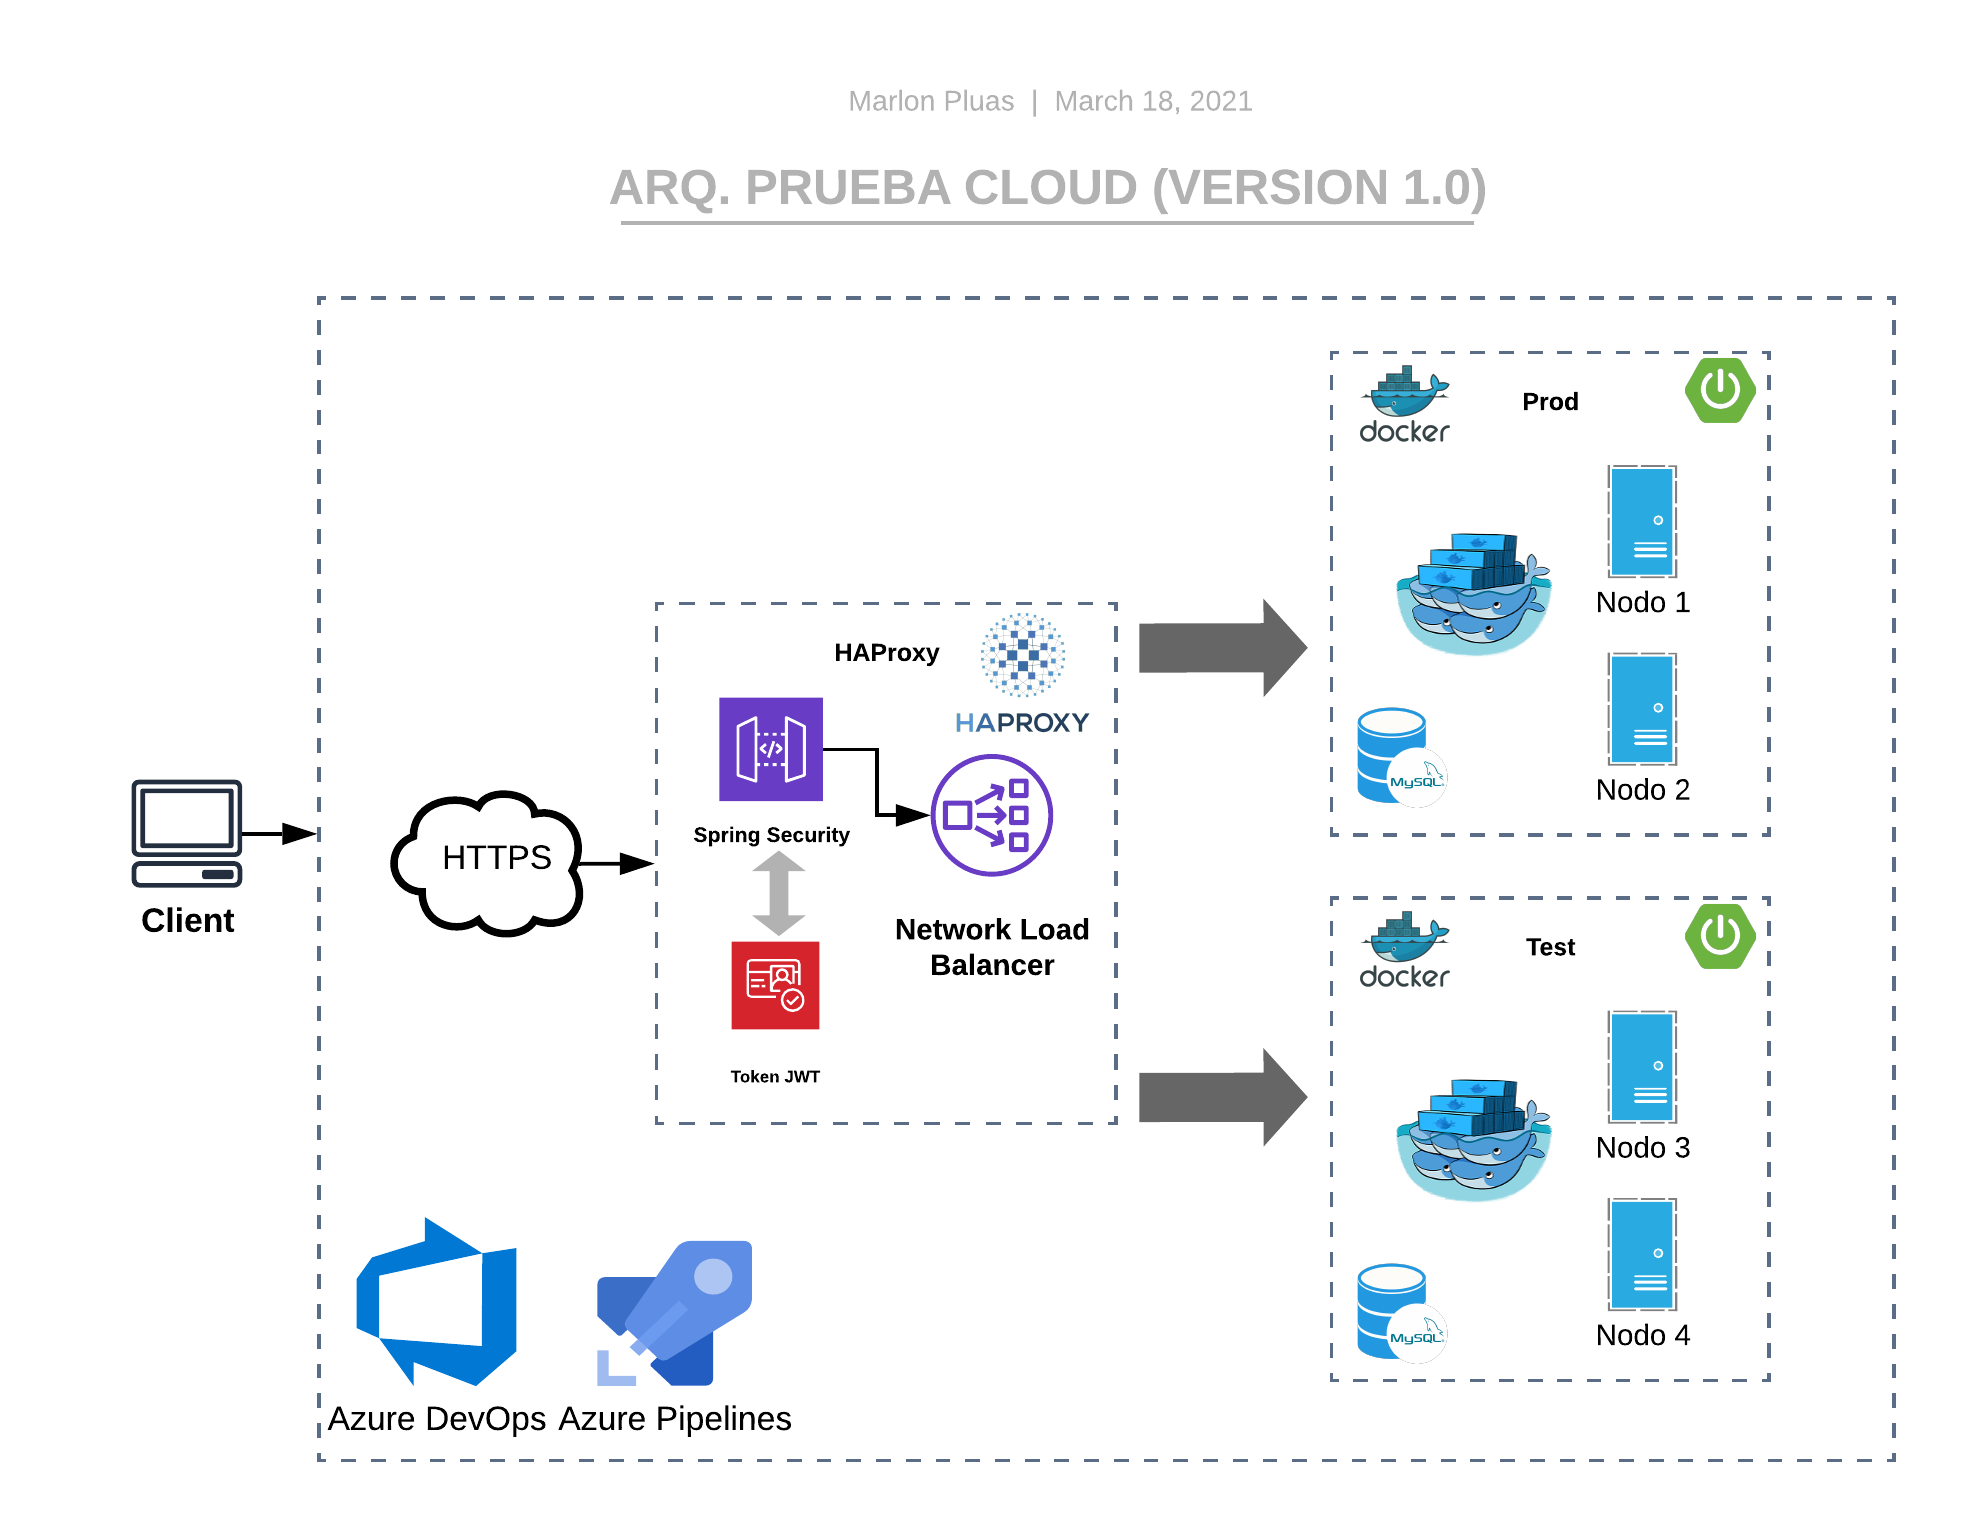 Marlon Pluas | March 18, 2021
ARQ. PRUEBA CLOUD (VERSION 1.0)
docker
Prod
Nodo 1
MySQL
Nodo 2
HAProxy
HAPROXY
Spring Security
Network Load
Balancer
Token JWT
HTTPS
Client
docker
Test
Nodo 3
MySQL
Nodo 4
Azure DevOps
Azure Pipelines